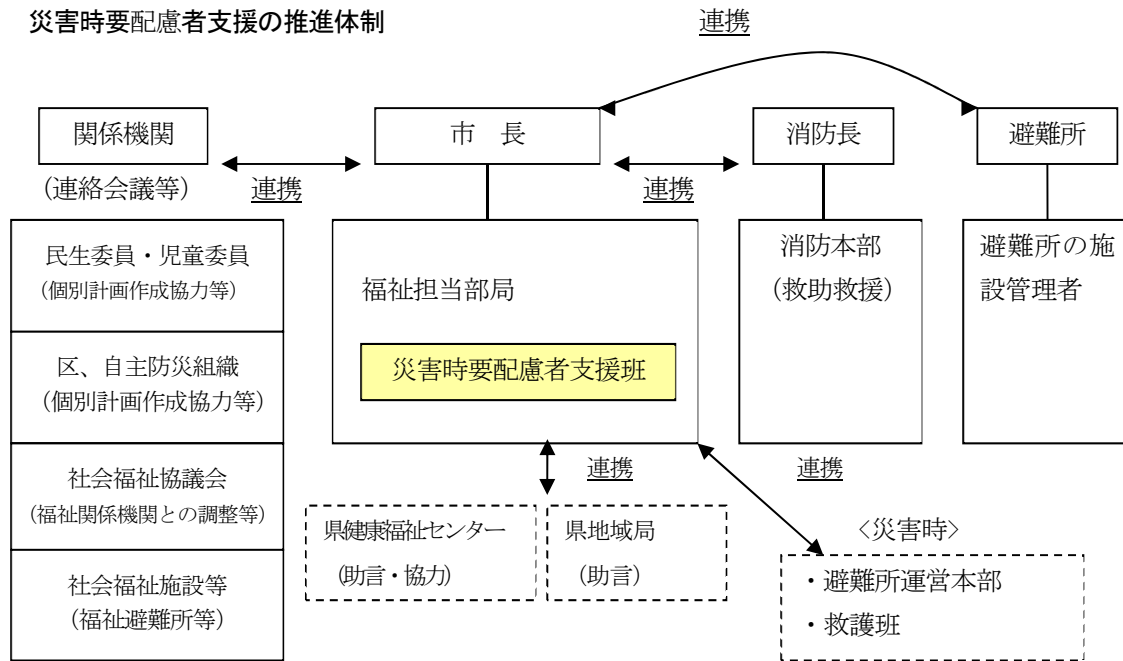 災害時要配慮者支援の推進体制
連携
関係機関
市　長
消防長
避難所
(連絡会議等)
連携
連携
民生委員・児童委員
(個別計画作成協力等)
区、自主防災組織
(個別計画作成協力等)
社会福祉協議会
(福祉関係機関との調整等)
社会福祉施設等
(福祉避難所等)
福祉担当部局
災害時要配慮者支援班
消防本部
(救助救援)
避難所の施
設管理者
連携
連携
県健康福祉センター
(助言・協力)
県地域局
(助言)
〈災害時〉
・避難所運営本部
・救護班